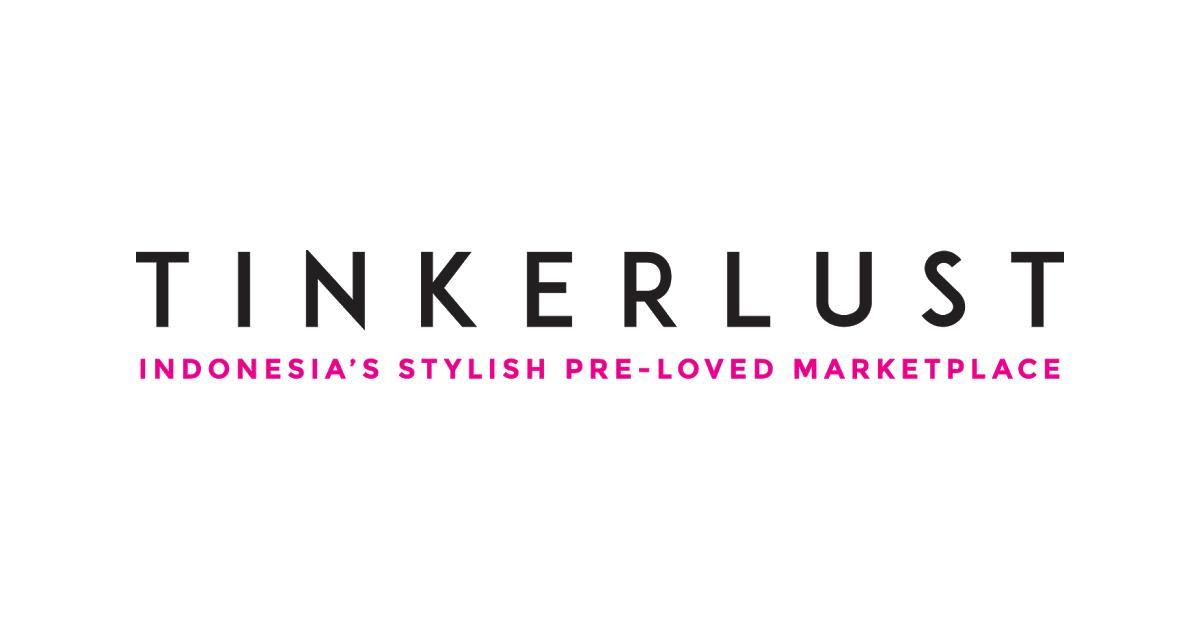 TINKERLUST
INDONESIA'S STYLISH PRE-LOVED MARKETPLACE